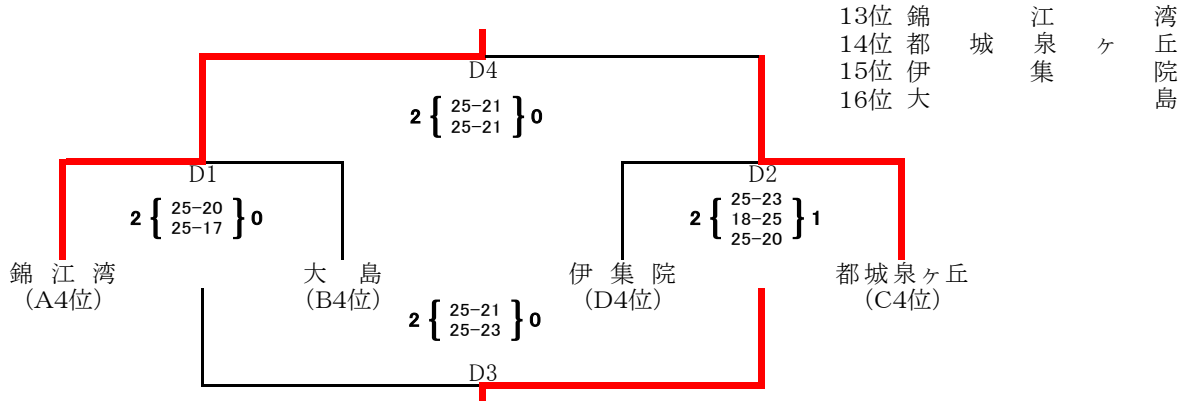 13位 錦江湾
14位 都城泉ヶ丘
15位 伊集院
16位 大島
D4
2 { 25-21 } 0
25-21
D1
2 { 25-20 } 0
25-17
D2
25-23
2 { 18-25 } 1
25-20
錦江湾 大島 伊集院 都城泉ヶ丘
(A4位) (B4位) (D4位) (C4位)
2 { 25-21 } 0
25-23
D3